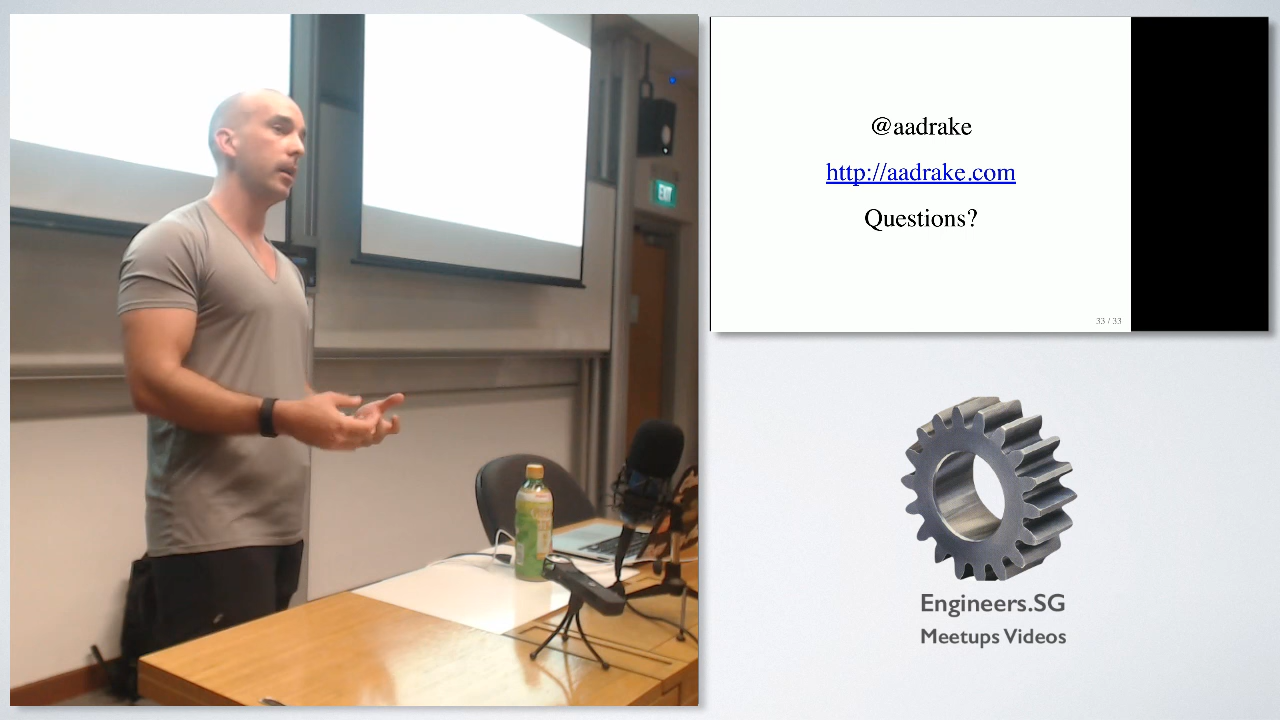 EXIT
@aadrake
http://aadrake.com
Questions?
33 / 33
Engineers.SG
Meetups Videos